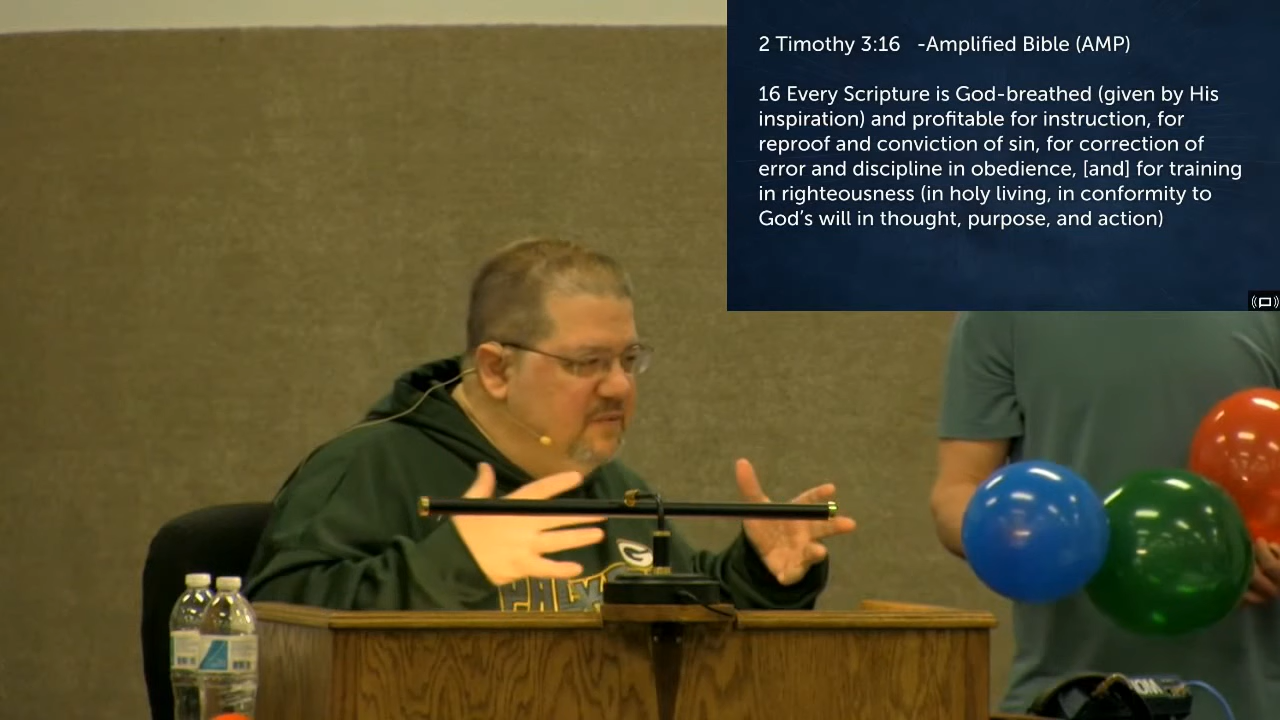 2 Timothy 3:16 -Amplified Bible (AMP)
16 Every Scripture is God-breathed (given by His
inspiration) and profitable for instruction, for
reproof and conviction of sin, for correction of
error and discipline in obedience, [and] for training
in righteousness (in holy living, in conformity to
God's will in thought, purpose, and action)
G